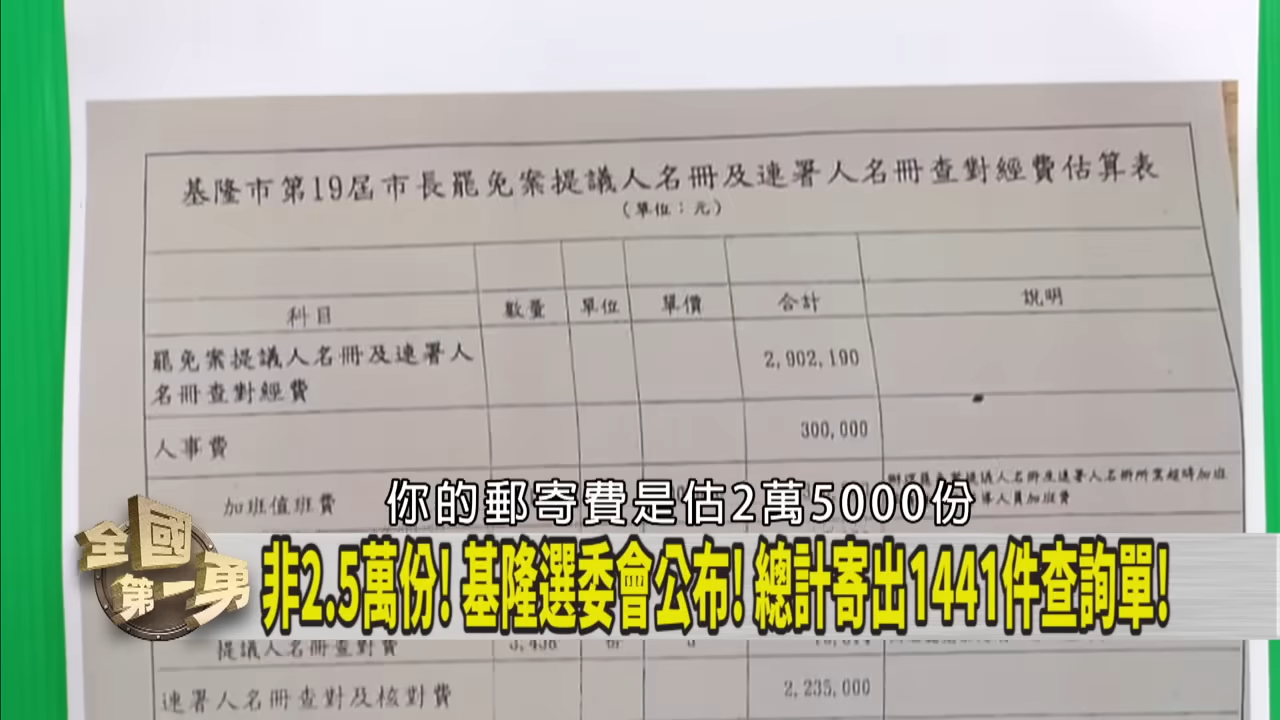 基隆市第19屆市長罷免案提議人名冊及連署人名冊查對經費估算表
(單位：元)
科目 數量 單位 單價 合計 說明
罷免案提議人名冊及連署人
名冊查對經費
2,902,190
人事費 300,000
加班值班費
你的郵寄費是估2萬5000份
全國第一勇
非2.5萬份! 基隆選委會公布! 總計寄出1441件查詢單!
提議人名冊查對費
連署人名冊查對及核對費 2,235,000